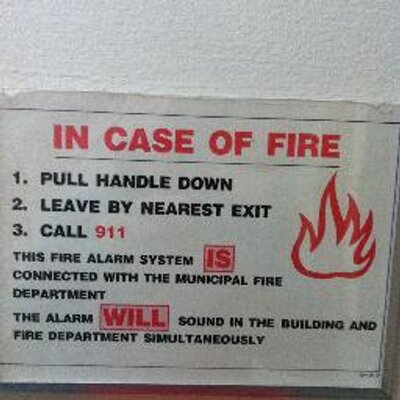 IN CASE OF FIRE
1. PULL HANDLE DOWN
2. LEAVE BY NEAREST EXIT
3. CALL 911
THIS FIRE ALARM SYSTEM IS
CONNECTED WITH THE MUNICIPAL FIRE
DEPARTMENT
THE ALARM WILL SOUND IN THE BUILDING AND
FIRE DEPARTMENT SIMULTANEOUSLY